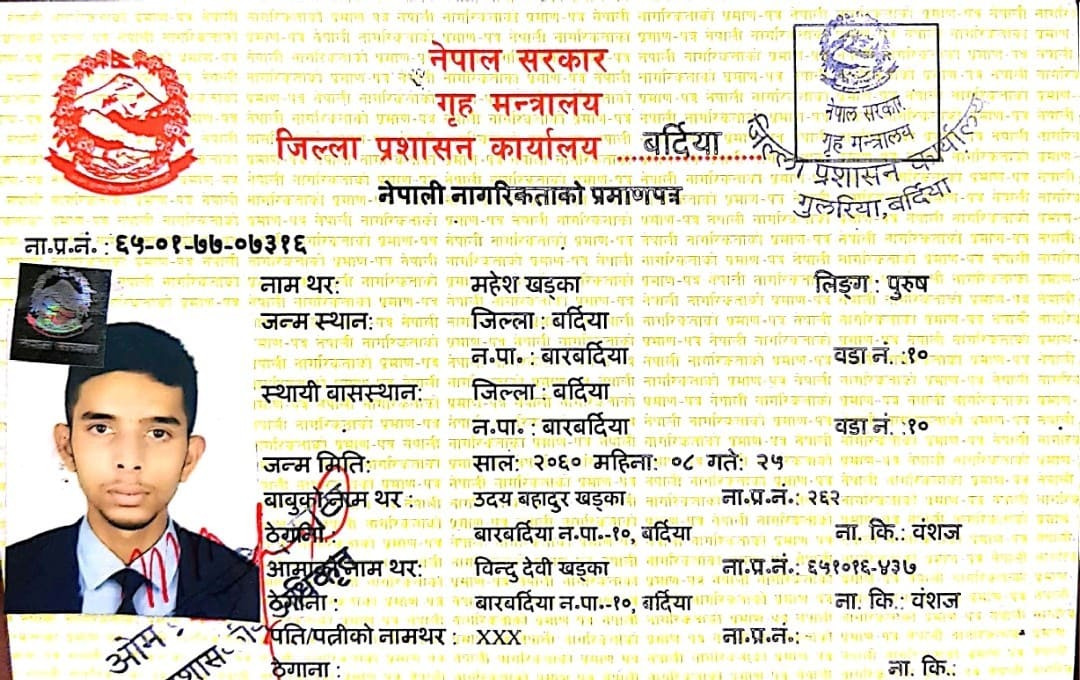 नेपाल सरकार
गृह मन्त्रालय
जिल्ला प्रशासन कार्यालय ......बर्दिया......
नेपाल सरकार
गृह मन्त्रालय
जिल्ला प्रशासन कार्यालय
गुलरिया, बर्दिया
नेपाली नागरिकताको प्रमाणपत्र
ना.प्र.नं. : ६५-०१-७७-०७३१६
नाम थर: महेश खड्का लिङ्ग : पुरुष
जन्म स्थान: जिल्ला : बर्दिया
न.पा. : बारबर्दिया वडा नं. :१०
स्थायी बासस्थान: जिल्ला : बर्दिया
न.पा. : बारबर्दिया वडा नं. :१०
जन्म मिति: साल: २०६० महिना: ०८ गते: २५
बाबुको नाम थर : उदय बहादुर खड्का ना.प्र.नं.: २६२
ठेगाना : बारबर्दिया न.पा.-१०, बर्दिया ना. कि.: वंशज
आमाको नाम थर: विन्दु देवी खड्का ना.प्र.नं.: ६५१०१६-४३७
ठेगाना : बारबर्दिया न.पा.-१०, बर्दिया ना. कि.: वंशज
पति/पत्नीको नामथर : XXX ना.प्र.नं.:
ठेगाना : ना. कि.:
ओम